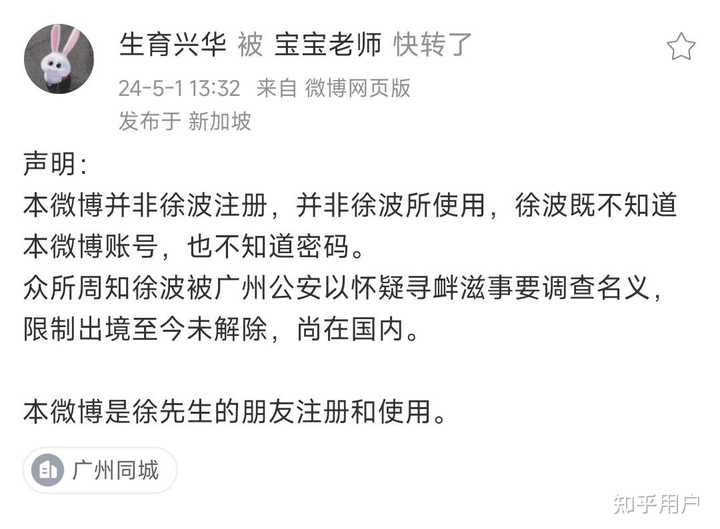 生育兴华 被 宝宝老师 快转了
24-5-1 13:32 来自 微博网页版
发布于 新加坡
声明：
本微博并非徐波注册，并非徐波所使用，徐波既不知道
本微博账号，也不知道密码。
众所周知徐波被广州公安以怀疑寻衅滋事要调查名义，
限制出境至今未解除，尚在国内。
本微博是徐先生的朋友注册和使用。
广州同城
知乎用户